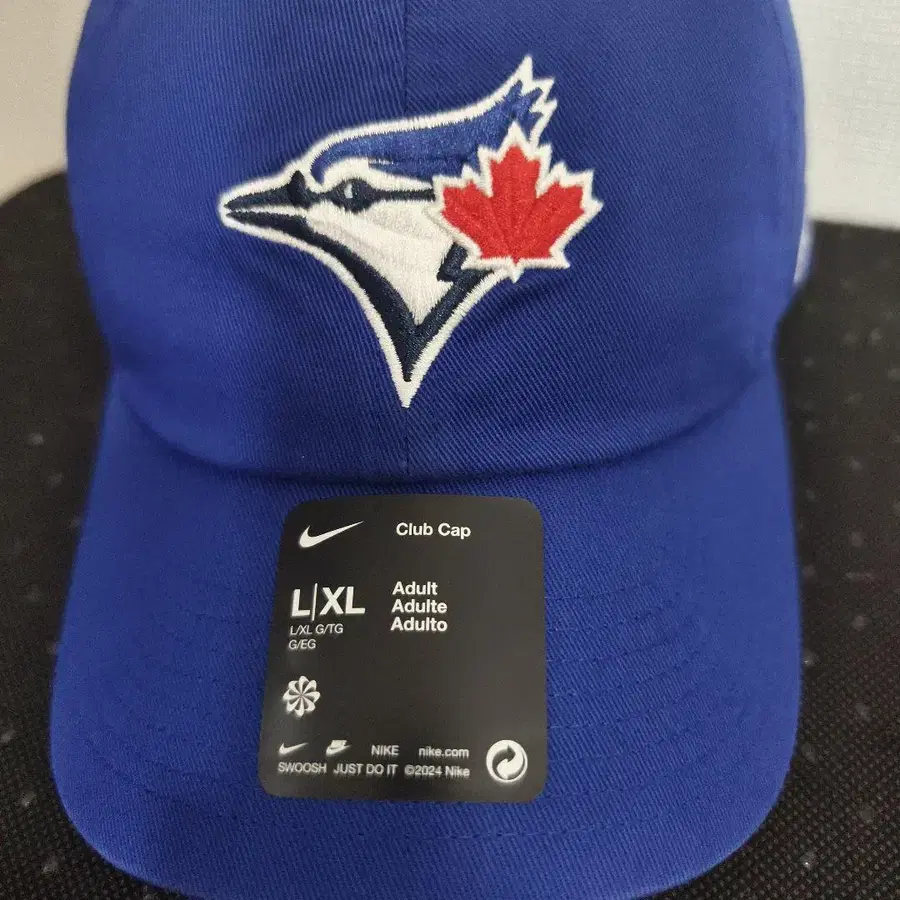 Club Cap
L|XL
L/XL G/TG
G/EG
Adult
Adulte
Adulto
NIKE nike.com
SWOOSH JUST DO IT ©2024 Nike